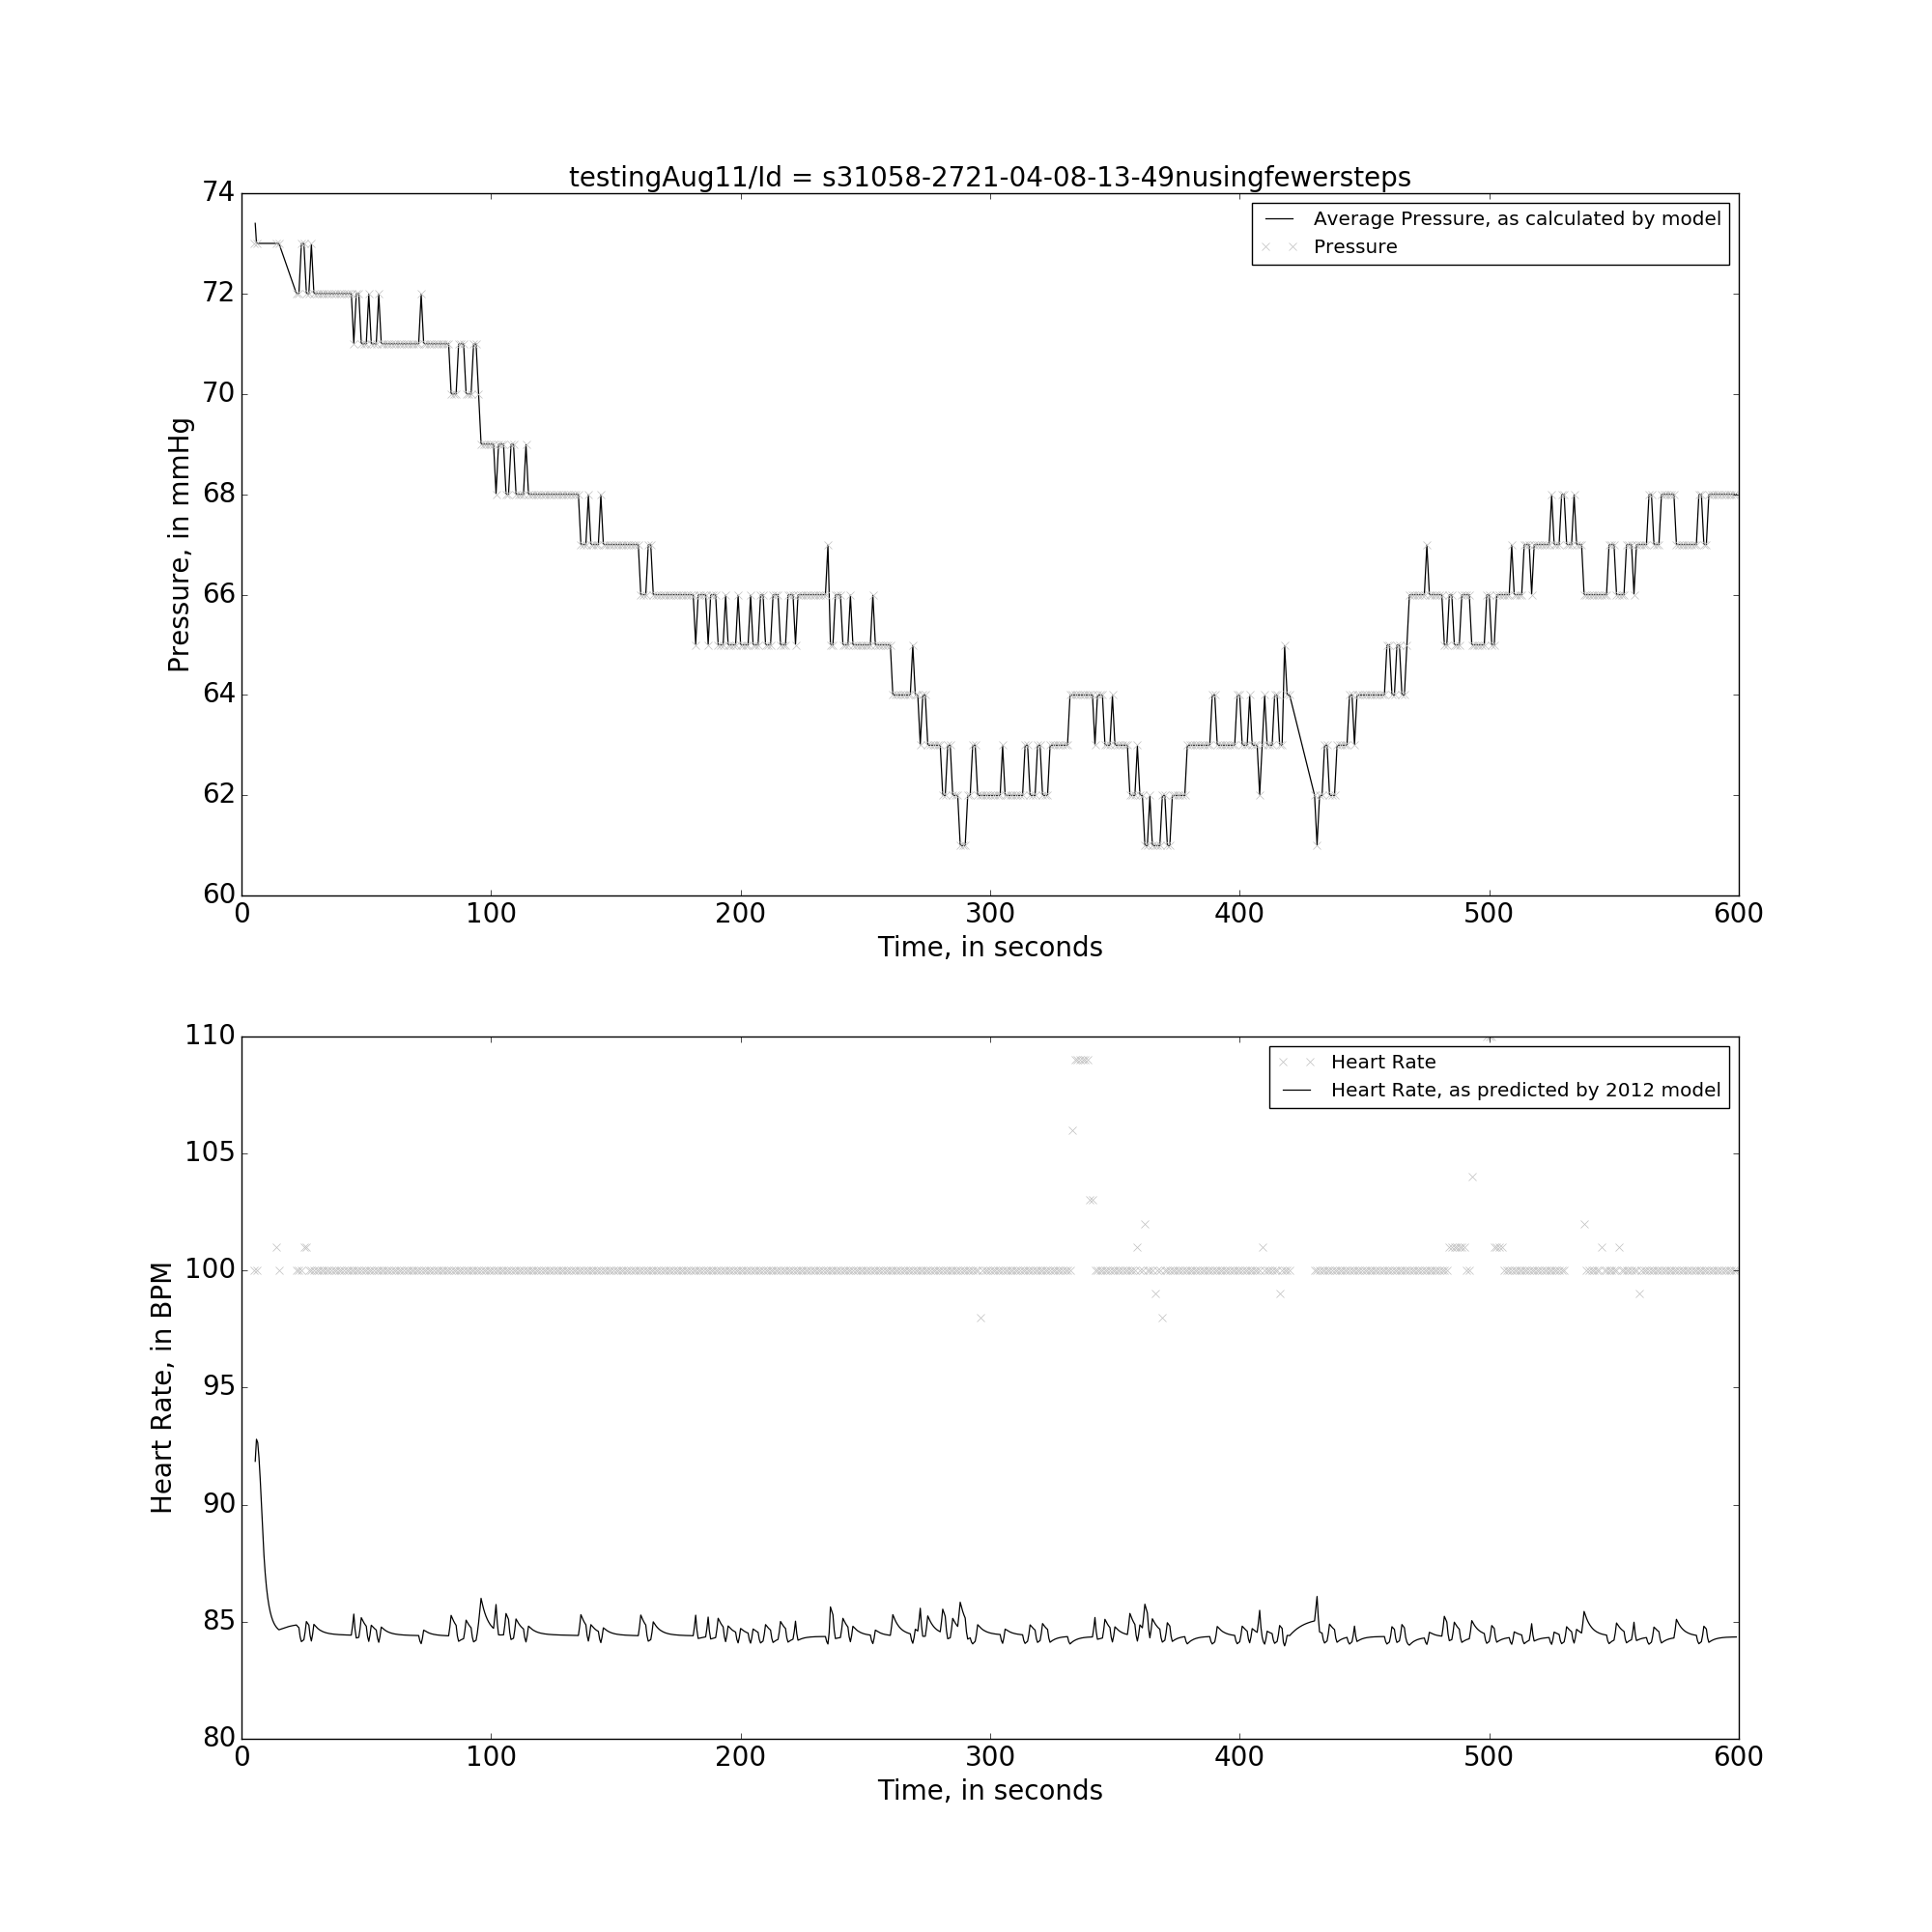 testingAug11/Id = s31058-2721-04-08-13-49nusingfewersteps
74
72
70
68
66
64
62
60
Pressure, in mmHg
Average Pressure, as calculated by model
Pressure
0 100 200 300 400 500 600
Time, in seconds
110
105
100
95
90
85
80
Heart Rate, in BPM
Heart Rate
Heart Rate, as predicted by 2012 model
0 100 200 300 400 500 600
Time, in seconds